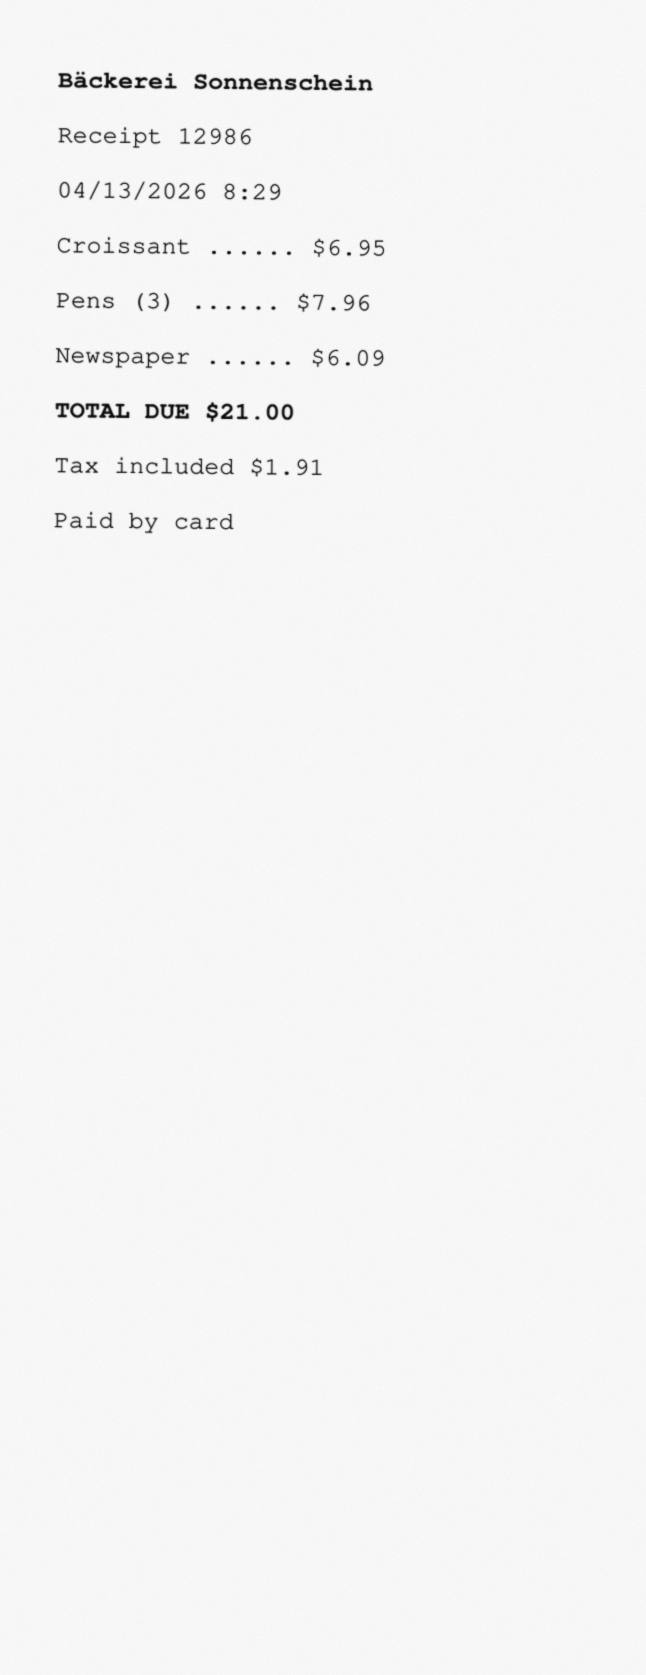 Bäckerei Sonnenschein
Receipt 12986
04/13/2026 8:29
Croissant ...... $6.95
Pens (3) ...... $7.96
Newspaper ...... $6.09
TOTAL DUE $21.00
Tax included $1.91
Paid by card